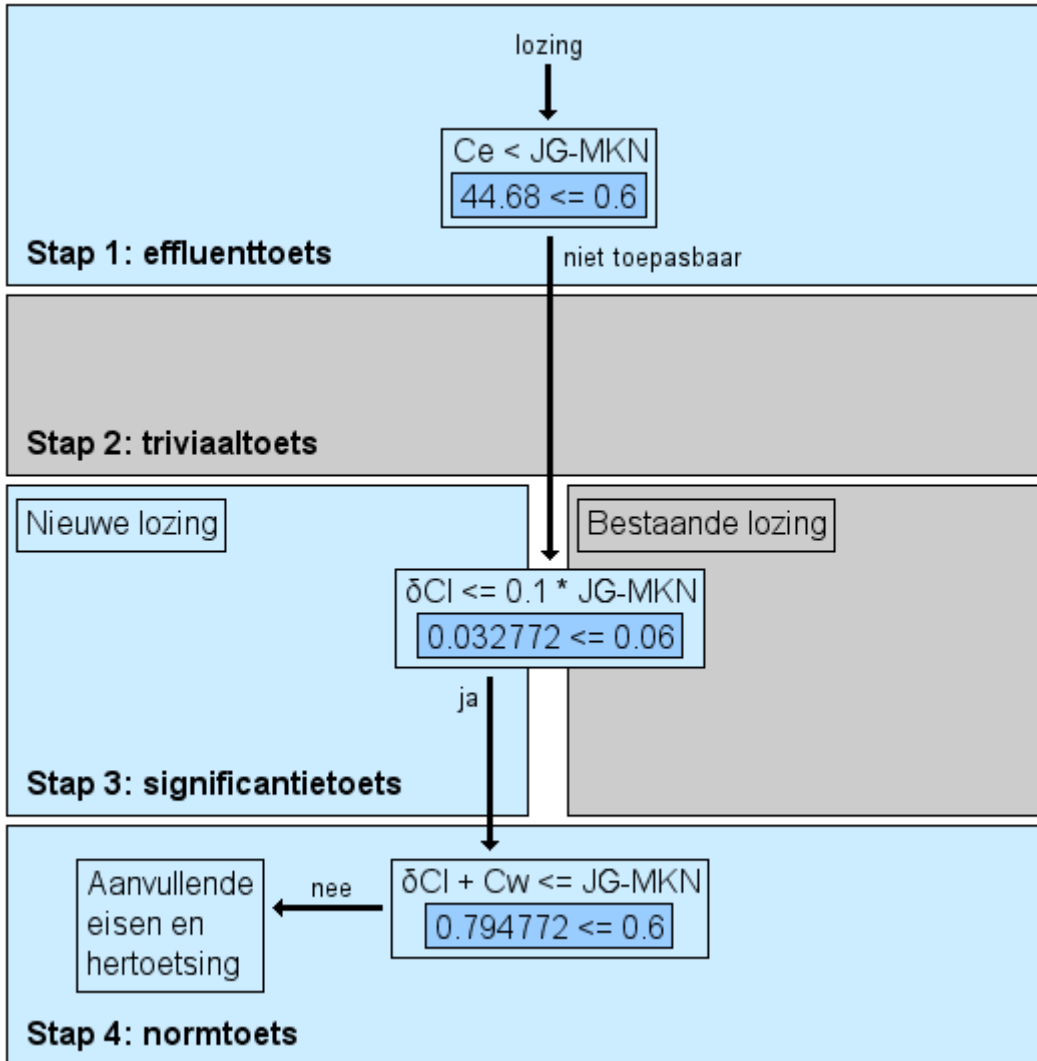 lozing
Ce < JG-MKN
44.68 <= 0.6
Stap 1: effluenttoets
niet toepasbaar
Stap 2: triviaaltoets
Nieuwe lozing
Bestaande lozing
δCl <= 0.1 * JG-MKN
0.032772 <= 0.06
ja
Stap 3: significantietoets
Aanvullende
eisen en
hertoetsing
nee
δCl + Cw <= JG-MKN
0.794772 <= 0.6
Stap 4: normtoets